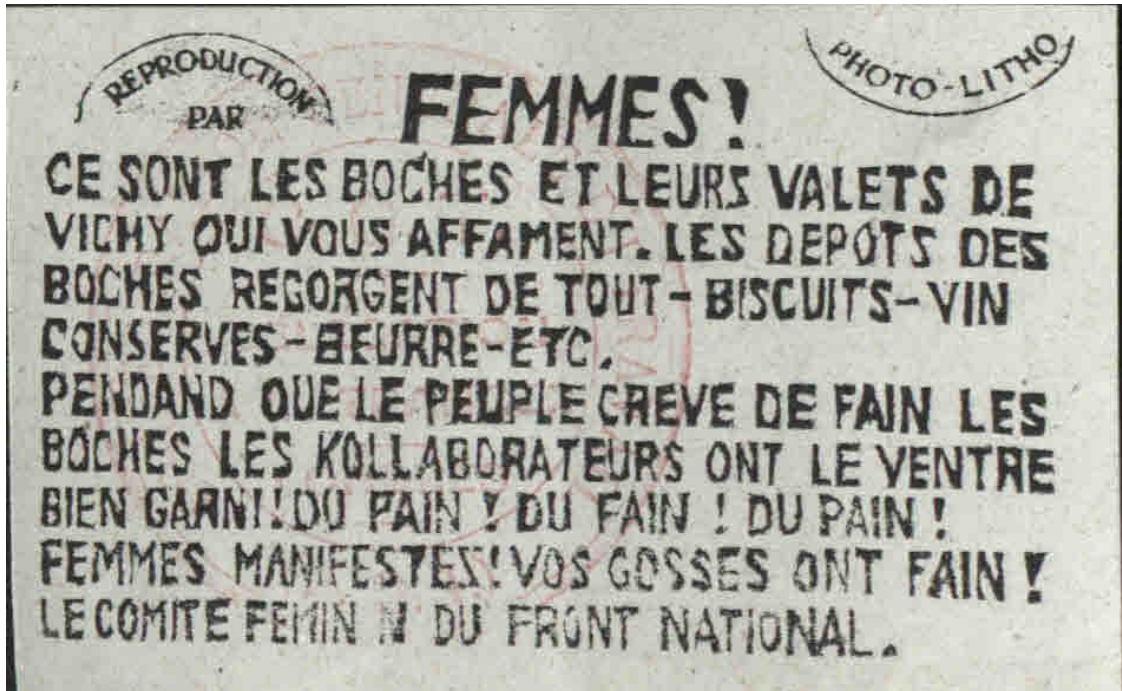 REPRODUCTION
PAR
PHOTO-LITHO
FEMMES!
CE SONT LES BOCHES ET LEURS VALETS DE
VICHY QUI VOUS AFFAMENT. LES DEPOTS DES
BOCHES REGORGENT DE TOUT - BISCUITS - VIN
CONSERVES - BEURRE - ETC.
PENDAND QUE LE PEUPLE CREVE DE FAIN LES
BOCHES LES KOLLABORATEURS ONT LE VENTRE
BIEN GARNI! DU PAIN ! DU FAIN ! DU PAIN !
FEMMES MANIFESTEZ! VOS GOSSES ONT FAIN !
LE COMITE FEMININ DU FRONT NATIONAL.